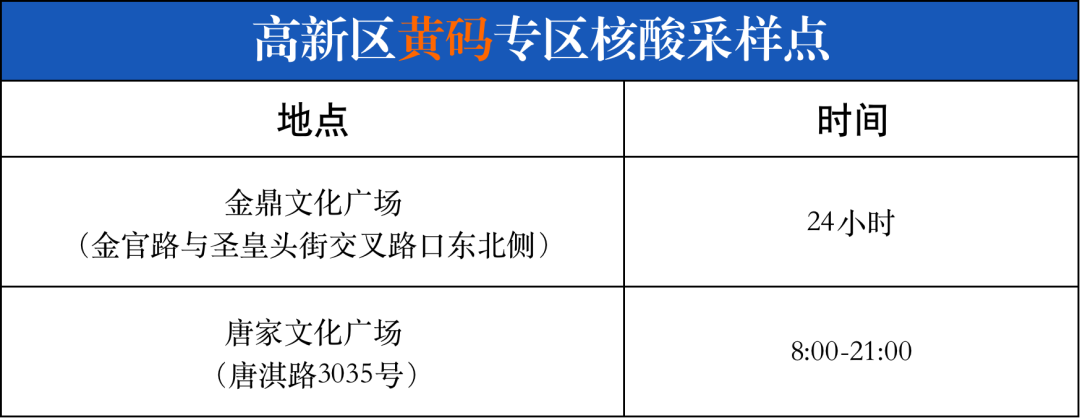 高新区黄码专区核酸采样点
地点
时间
金鼎文化广场
（金官路与圣皇头街交叉路口东北侧）
24小时
唐家文化广场
（唐淇路3035号）
8:00-21:00